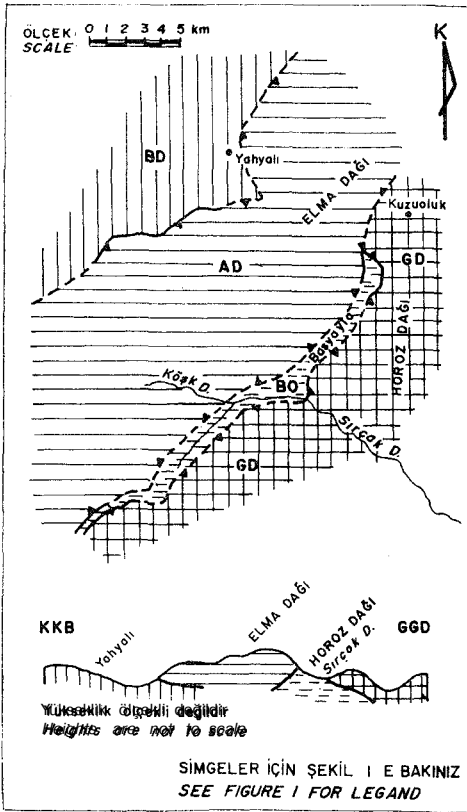 ÖLÇEK: 0 1 2 3 4 5 km
SCALE:
K
BD
Yahyalı
ELMA DAĞI
Kuzuoluk
GD
AD
HOROZ DAĞI
Başyayla
Köşk D.
BO
Sırçak D.
GD
KKB
Yahyalı
ELMA DAĞI
HOROZ DAĞI
Sırçak D.
GGD
Yükseklik ölçekli değildir
Heights are not to scale
SİMGELER İÇİN ŞEKİL I E BAKINIZ
SEE FIGURE I FOR LEGAND